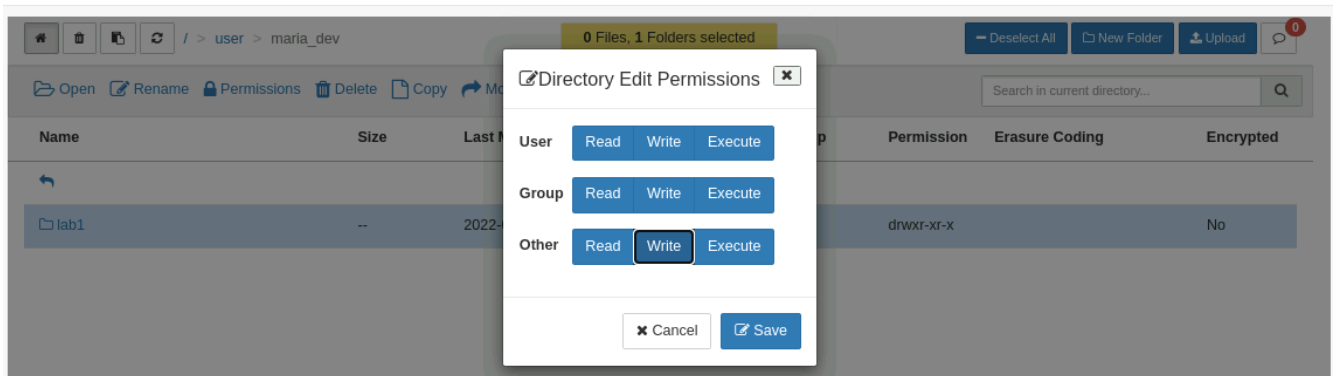 / > user > maria_dev 0 Files, 1 Folders selected Deselect All New Folder Upload 0
Directory Edit Permissions
Open Rename Permissions Delete Copy Search in current directory...
Name Size Last Permission Erasure Coding Encrypted
User Read Write Execute
Group Read Write Execute
lab1 -- 2022- drwxr-xr-x No
Other Read Write Execute
Cancel Save